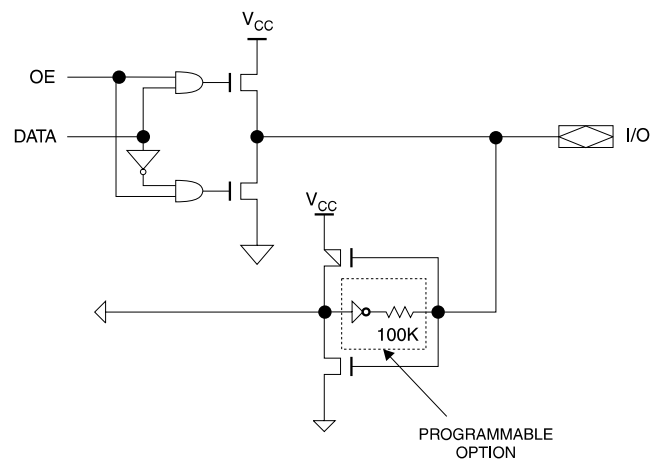 V_CC
OE
DATA
I/O
V_CC
100K
PROGRAMMABLE
OPTION